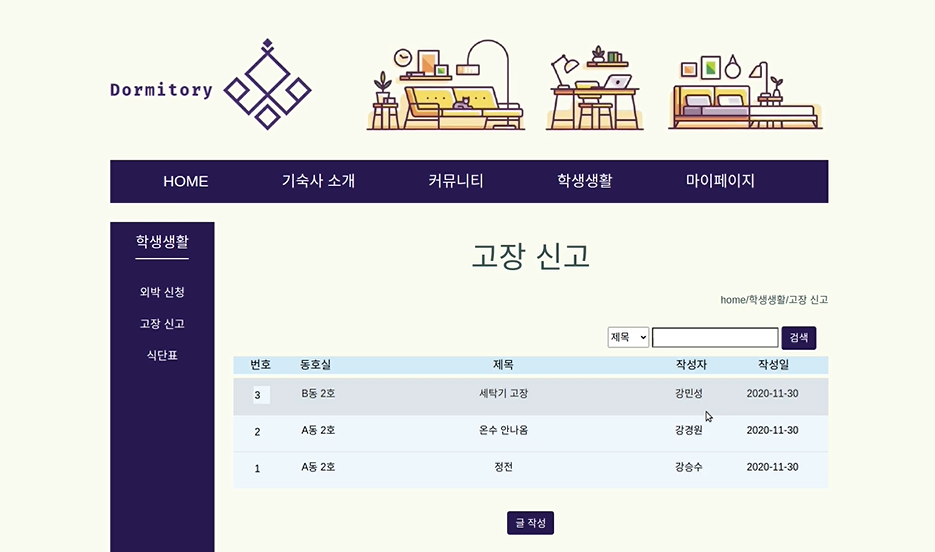 Dormitory
HOME 기숙사 소개 커뮤니티 학생생활 마이페이지
학생생활
외박 신청
고장 신고
식단표
고장 신고
home/학생생활/고장 신고
제목 검색
번호 동호실 제목 작성자 작성일
3 B동 2호 세탁기 고장 강민성 2020-11-30
2 A동 2호 온수 안나옴 강경원 2020-11-30
1 A동 2호 정전 강승수 2020-11-30
글 작성